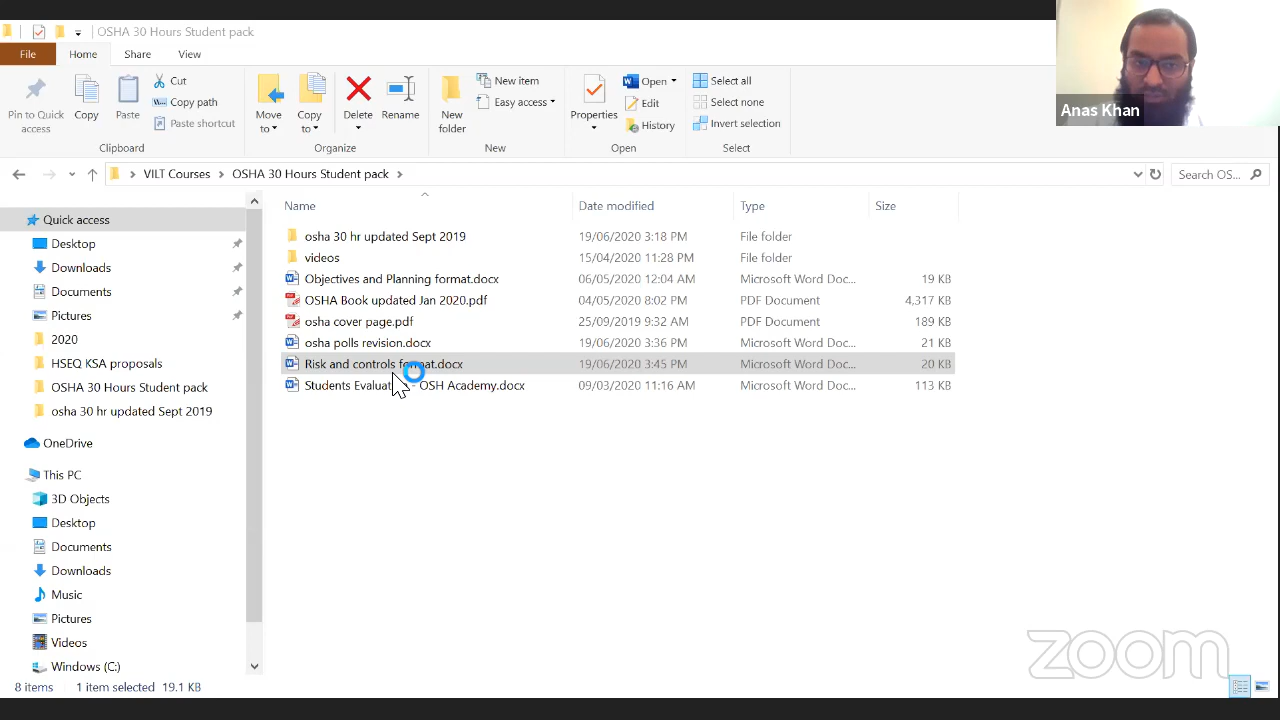 OSHA 30 Hours Student pack
File Home Share View
Pin to Quick access
Copy
Paste
Cut
Copy path
Paste shortcut
Clipboard
Move to
Copy to
Delete
Rename
Organize
New folder
New item
Easy access
New
Properties
Open
Edit
History
Open
Select all
Select none
Invert selection
Select
Anas Khan
VILT Courses OSHA 30 Hours Student pack
Search OS...
Name Date modified Type Size
osha 30 hr updated Sept 2019 19/06/2020 3:18 PM File folder
videos 15/04/2020 11:28 PM File folder
Objectives and Planning format.docx 06/05/2020 12:04 AM Microsoft Word Doc... 19 KB
OSHA Book updated Jan 2020.pdf 04/05/2020 8:02 PM PDF Document 4,317 KB
osha cover page.pdf 25/09/2019 9:32 AM PDF Document 189 KB
osha polls revision.docx 19/06/2020 3:36 PM Microsoft Word Doc... 21 KB
Risk and controls format.docx 19/06/2020 3:45 PM Microsoft Word Doc... 20 KB
Students - OSH Academy.docx 09/03/2020 11:16 AM Microsoft Word Doc... 113 KB
Quick access
Desktop
Downloads
Documents
Pictures
2020
HSEQ KSA proposals
OSHA 30 Hours Student pack
osha 30 hr updated Sept 2019
OneDrive
This PC
3D Objects
Desktop
Documents
Downloads
Music
Pictures
Videos
Windows (C:)
8 items 1 item selected 19.1 KB
zoom